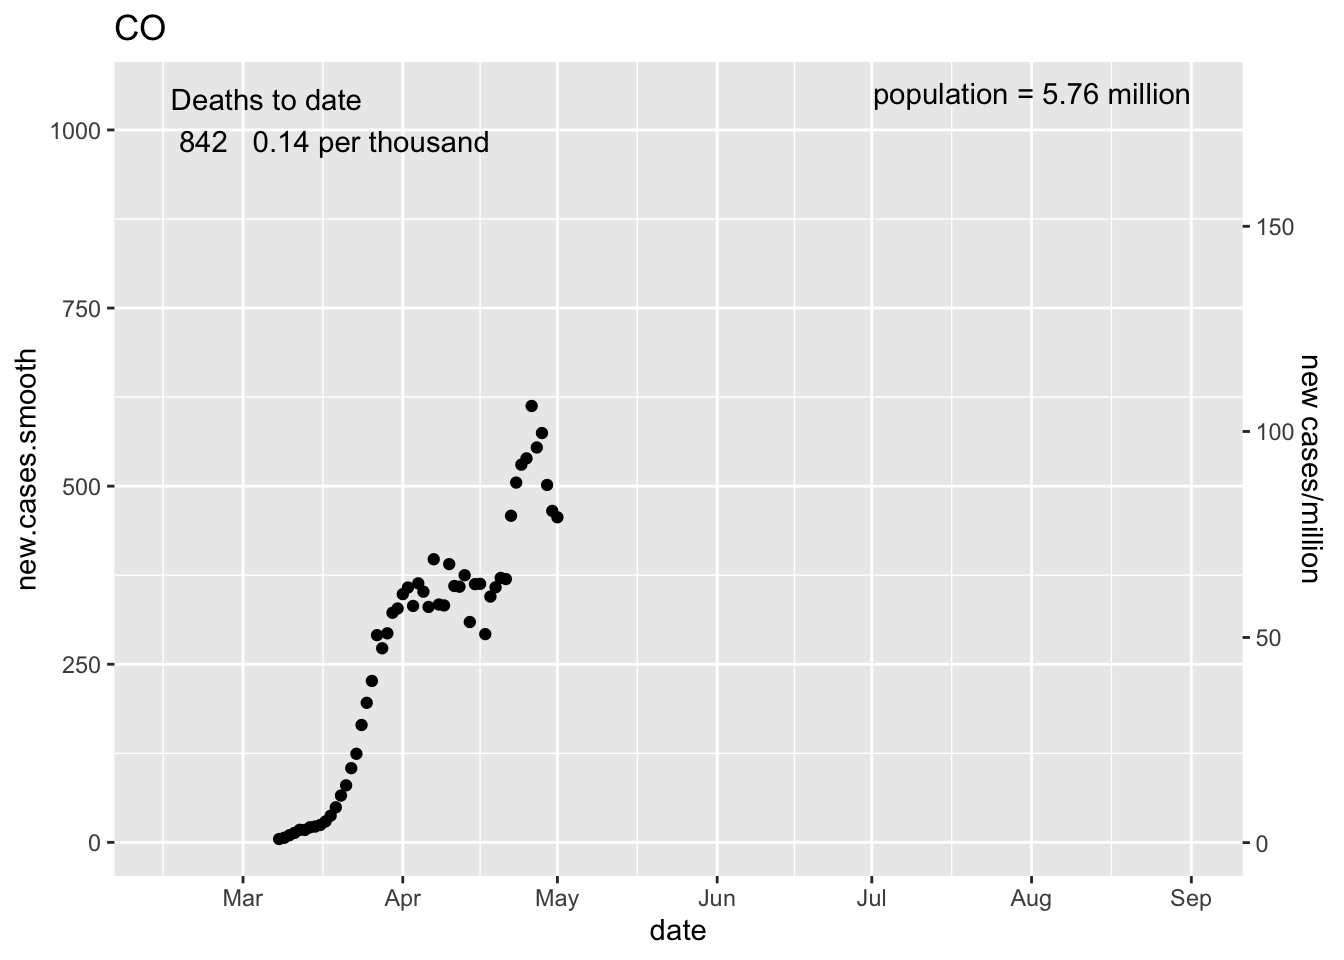 CO
Deaths to date
842 0.14 per thousand
population = 5.76 million
new.cases.smooth
1000
750
500
250
0
150
100
50
0
new cases/million
Mar Apr May Jun Jul Aug Sep
date